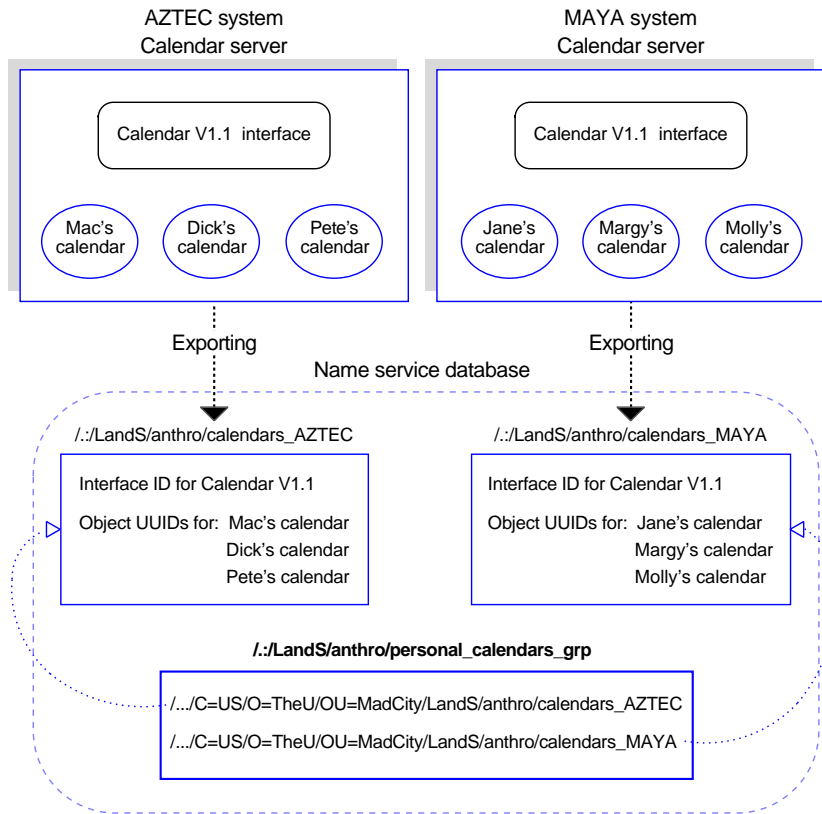 AZTEC system
Calendar server
MAYA system
Calendar server
Calendar V1.1 interface
Calendar V1.1 interface
Mac’s
calendar
Dick’s
calendar
Pete’s
calendar
Jane’s
calendar
Margy’s
calendar
Molly’s
calendar
Exporting
Exporting
Name service database
/.:/LandS/anthro/calendars_AZTEC
/.:/LandS/anthro/calendars_MAYA
Interface ID for Calendar V1.1
Object UUIDs for: Mac’s calendar
Dick’s calendar
Pete’s calendar
Interface ID for Calendar V1.1
Object UUIDs for: Jane’s calendar
Margy’s calendar
Molly’s calendar
/.:/LandS/anthro/personal_calendars_grp
/.../C=US/O=TheU/OU=MadCity/LandS/anthro/calendars_AZTEC
/.../C=US/O=TheU/OU=MadCity/LandS/anthro/calendars_MAYA